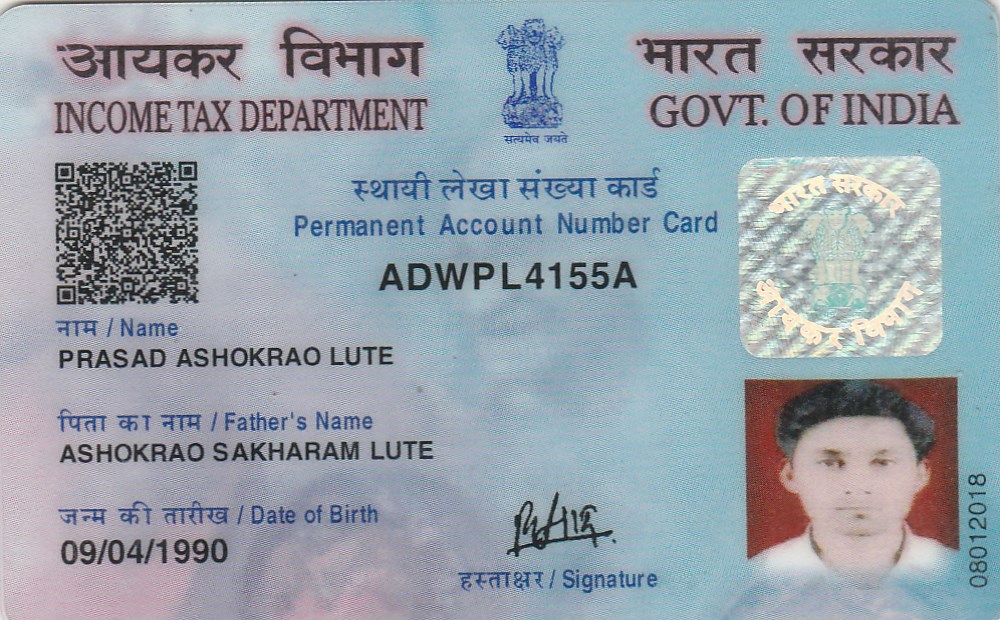 आयकर विभाग
INCOME TAX DEPARTMENT
भारत सरकार
GOVT. OF INDIA
सत्यमेव जयते
स्थायी लेखा संख्या कार्ड
Permanent Account Number Card
ADWPL4155A
भारत सरकार
आयकर विभाग
नाम / Name
PRASAD ASHOKRAO LUTE
पिता का नाम / Father's Name
ASHOKRAO SAKHARAM LUTE
जन्म की तारीख / Date of Birth
09/04/1990
हस्ताक्षर / Signature
08012018